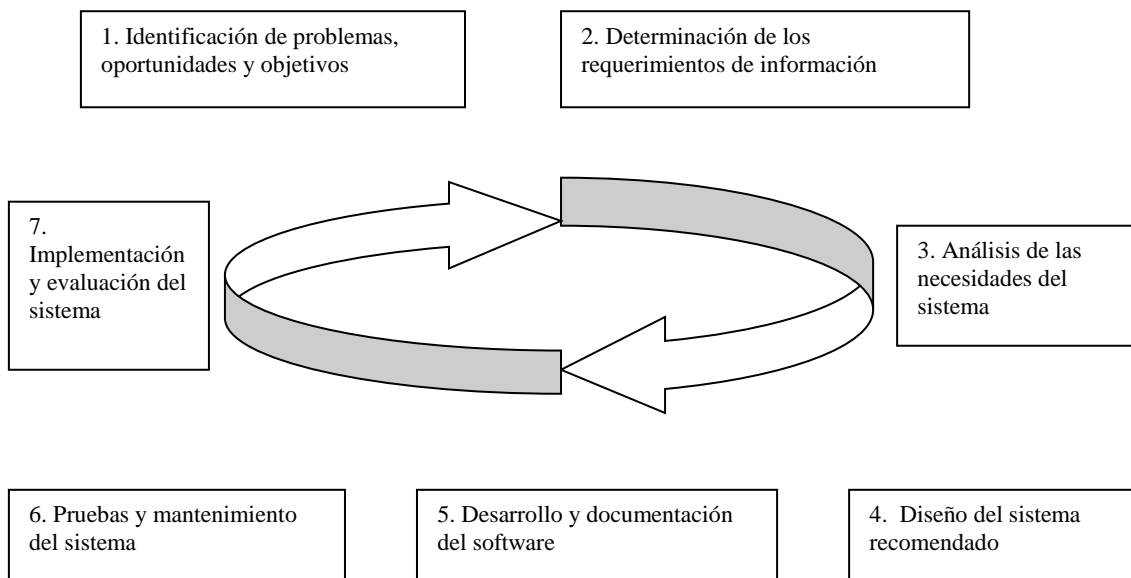 1. Identificación de problemas,
oportunidades y objetivos
2. Determinación de los
requerimientos de información
3. Análisis de las
necesidades del
sistema
4.  Diseño del sistema
recomendado
5. Desarrollo y documentación
del software
6. Pruebas y mantenimiento
del sistema
7.
Implementación
y evaluación del
sistema